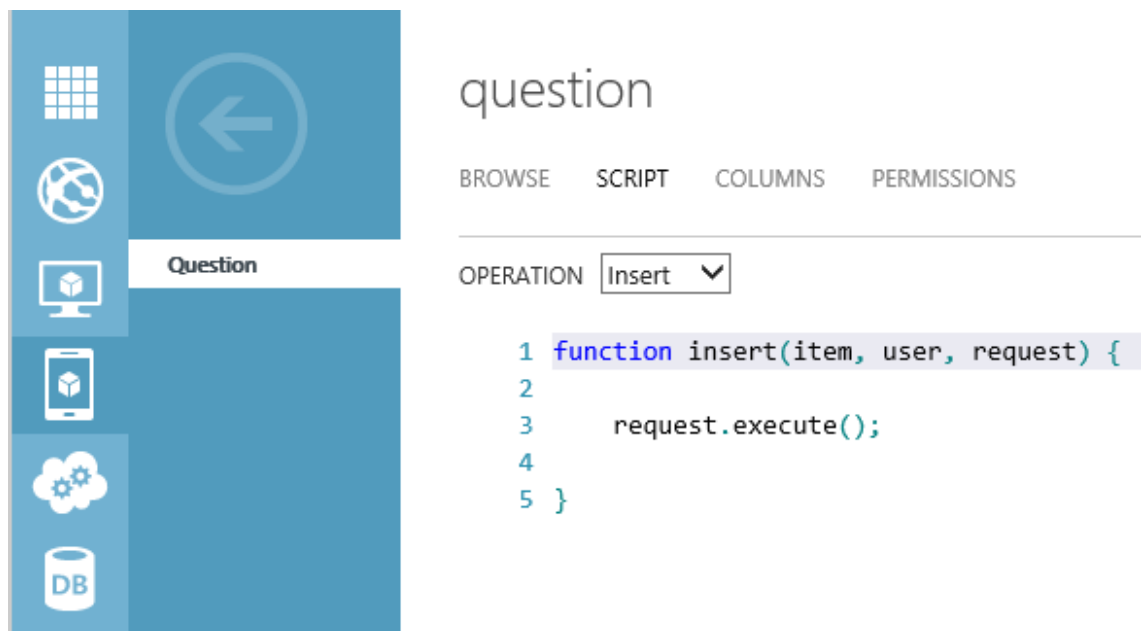 question
BROWSE SCRIPT COLUMNS PERMISSIONS
Question
OPERATION Insert
1 function insert(item, user, request) {
2
3 request.execute();
4
5 }
DB